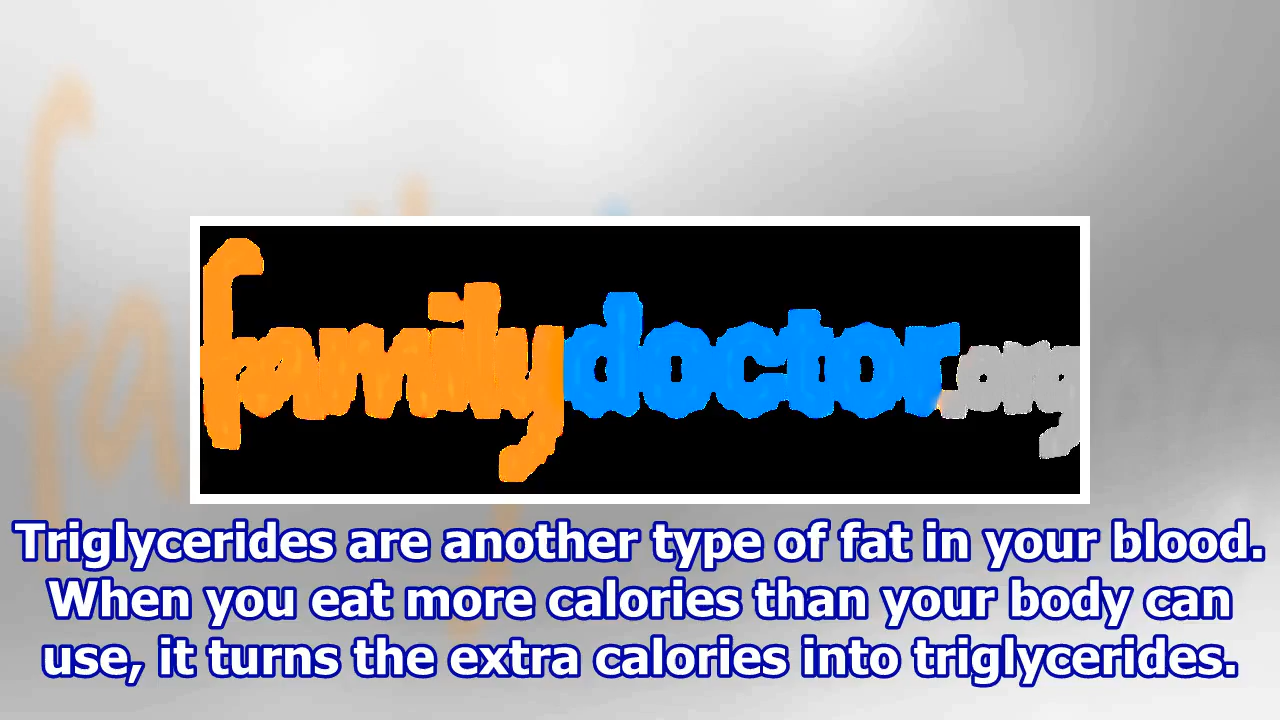 familydoctor.org
Triglycerides are another type of fat in your blood.
When you eat more calories than your body can
use, it turns the extra calories into triglycerides.